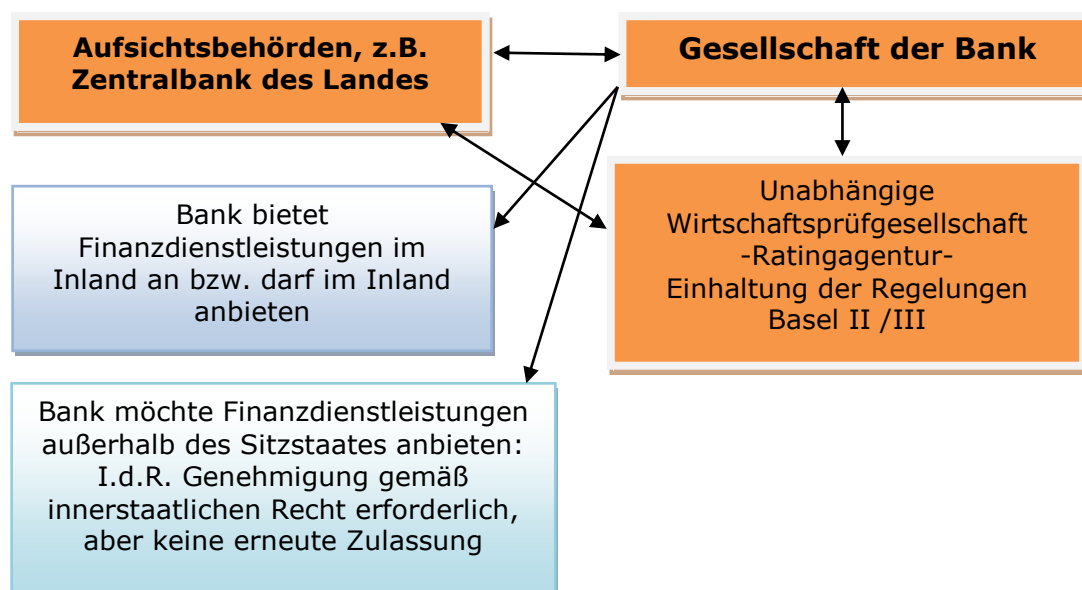 Aufsichtsbehörden, z.B.
Zentralbank des Landes
Gesellschaft der Bank
Bank bietet
Finanzdienstleistungen im
Inland an bzw. darf im Inland
anbieten
Unabhängige
Wirtschaftsprüfgesellschaft
-Ratingagentur-
Einhaltung der Regelungen
Basel II /III
Bank möchte Finanzdienstleistungen
außerhalb des Sitzstaates anbieten:
I.d.R. Genehmigung gemäß
innerstaatlichen Recht erforderlich,
aber keine erneute Zulassung